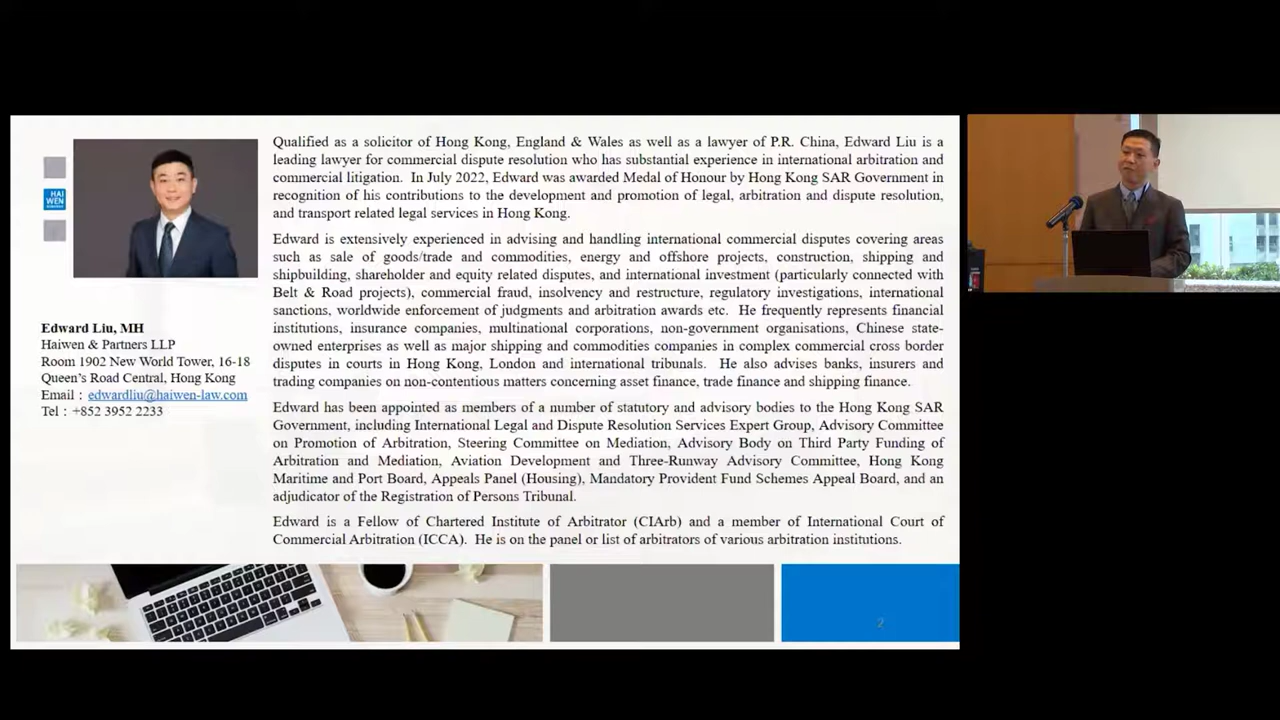 HAI
WEN
Edward Liu, MH
Haiwen & Partners LLP
Room 1902 New World Tower, 16-18
Queen's Road Central, Hong Kong
Email : edwardliu@haiwen-law.com
Tel : +852 3952 2233
Qualified as a solicitor of Hong Kong, England & Wales as well as a lawyer of P.R. China, Edward Liu is a
leading lawyer for commercial dispute resolution who has substantial experience in international arbitration and
commercial litigation. In July 2022, Edward was awarded Medal of Honour by Hong Kong SAR Government in
recognition of his contributions to the development and promotion of legal, arbitration and dispute resolution,
and transport related legal services in Hong Kong.
Edward is extensively experienced in advising and handling international commercial disputes covering areas
such as sale of goods/trade and commodities, energy and offshore projects, construction, shipping and
shipbuilding, shareholder and equity related disputes, and international investment (particularly connected with
Belt & Road projects), commercial fraud, insolvency and restructure, regulatory investigations, international
sanctions, worldwide enforcement of judgments and arbitration awards etc. He frequently represents financial
institutions, insurance companies, multinational corporations, non-government organisations, Chinese state-
owned enterprises as well as major shipping and commodities companies in complex commercial cross border
disputes in courts in Hong Kong, London and international tribunals. He also advises banks, insurers and
trading companies on non-contentious matters concerning asset finance, trade finance and shipping finance.
Edward has been appointed as members of a number of statutory and advisory bodies to the Hong Kong SAR
Government, including International Legal and Dispute Resolution Services Expert Group, Advisory Committee
on Promotion of Arbitration, Steering Committee on Mediation, Advisory Body on Third Party Funding of
Arbitration and Mediation, Aviation Development and Three-Runway Advisory Committee, Hong Kong
Maritime and Port Board, Appeals Panel (Housing), Mandatory Provident Fund Schemes Appeal Board, and an
adjudicator of the Registration of Persons Tribunal.
Edward is a Fellow of Chartered Institute of Arbitrator (CIArb) and a member of International Court of
Commercial Arbitration (ICCA). He is on the panel or list of arbitrators of various arbitration institutions.
2